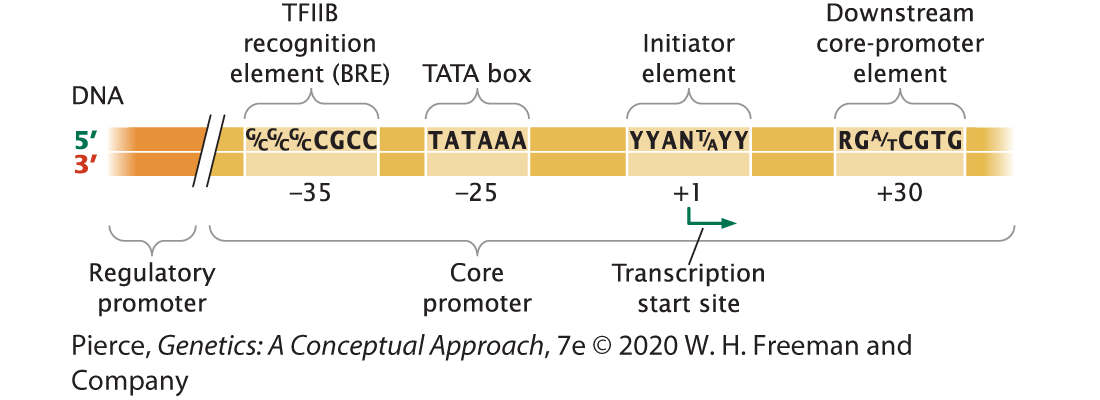 TFIIB
recognition
element (BRE)
TATA box
Initiator
element
Downstream
core-promoter
element
DNA
5′
3′
G/CG/CG/CCGCC
TATAAA
YYANT/AYY
RGA/TCGTG
–35
–25
+1
+30
Regulatory
promoter
Core
promoter
Transcription
start site
Pierce, Genetics: A Conceptual Approach, 7e © 2020 W. H. Freeman and
Company